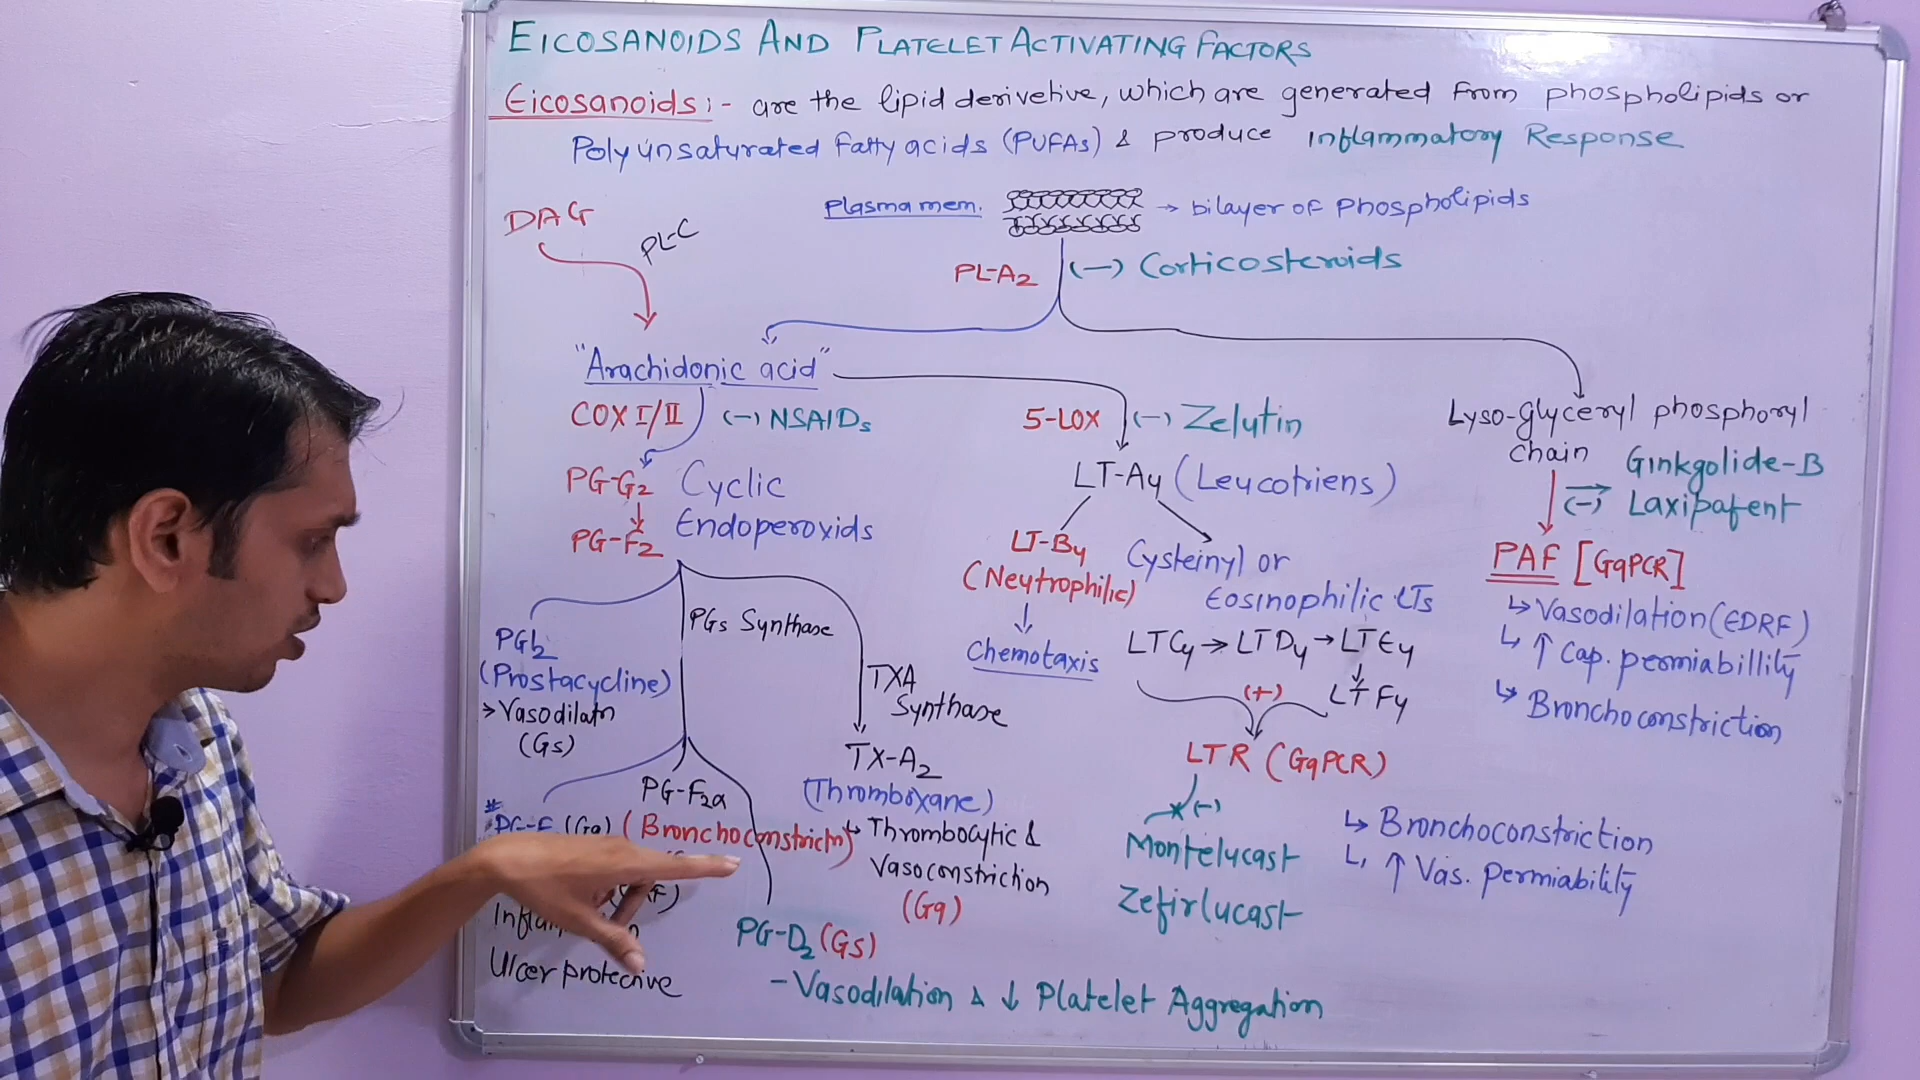 EICOSANOIDS AND PLATELET ACTIVATING FACTORS
Eicosanoids:- are the lipid derivetive, which are generated from phospholipids or
Polyunsaturated fatty acids (PUFAs) & produce Inflammatory Response
Plasma mem. → bilayer of Phospholipids
DAG
PL-C
PL-A2 (-) Corticosteroids
"Arachidonic acid"
COX I/II (-) NSAIDs
PG-G2 Cyclic
Endoperoxids
PG-F2
PGs Synthase
PGI2
(Prostacycline)
→ Vasodilatn
(Gs)
TXA
Synthase
TX-A2
(Thromboxane)
↳ Thrombocytic &
Vasoconstriction
(Gq)
PG-F2α
(Bronchoconstrictn)
# PG-E (Gq)
Ulcer protective
PG-D2 (Gs)
- Vasodilation & ↓ Platelet Aggregation
5-LOX (-) Zelutin
LT-A4 (Leucotriens)
LT-B4
(Neutrophilic)
↓
Chemotaxis
Cysteinyl or
Eosinophilic LTs
LTC4 → LTD4 → LTE4
↓
LTF4
(+)
LTR (GqPCR)
(-)
Montelucast
Zefirlucast
↳ Bronchoconstriction
↳ ↑ Vas. permiability
Lyso-glyceryl phosphoryl
chain
Ginkgolide-B
(-) Laxipafent
PAF [GqPCR]
↳ Vasodilation (EDRF)
↳ ↑ Cap. permiabillity
↳ Bronchoconstriction